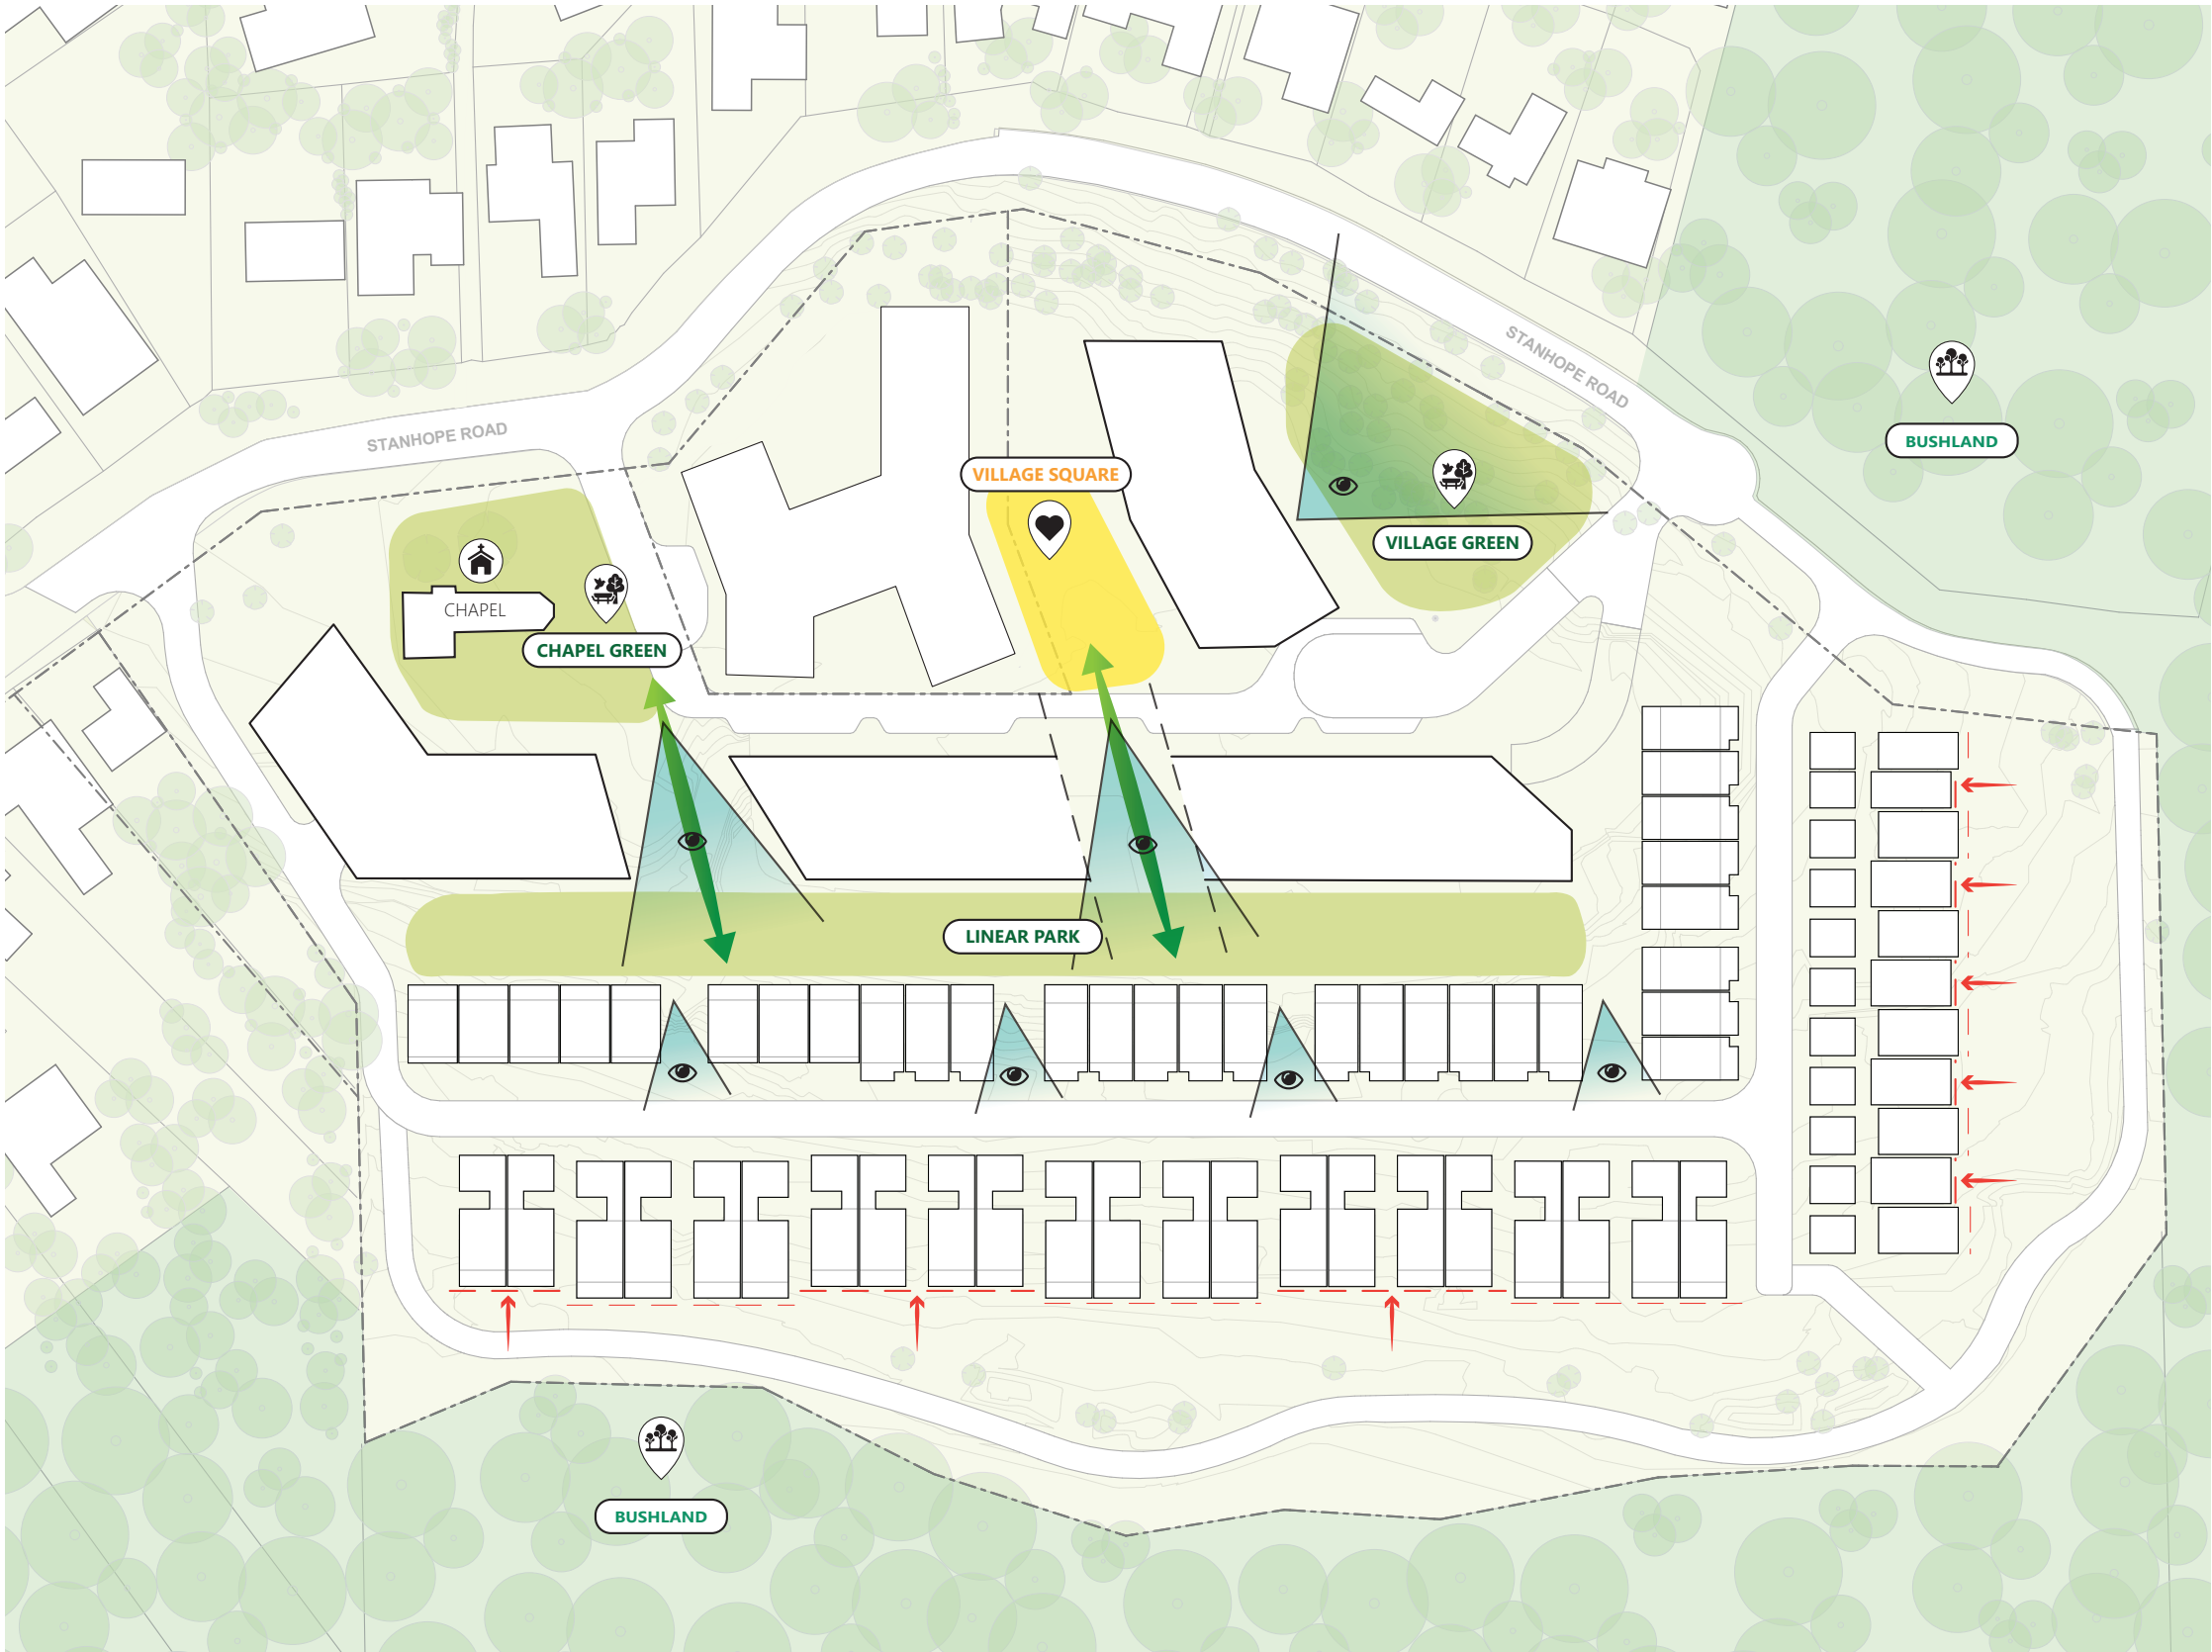 STANHOPE ROAD
STANHOPE ROAD
BUSHLAND
VILLAGE SQUARE
VILLAGE GREEN
CHAPEL
CHAPEL GREEN
LINEAR PARK
BUSHLAND